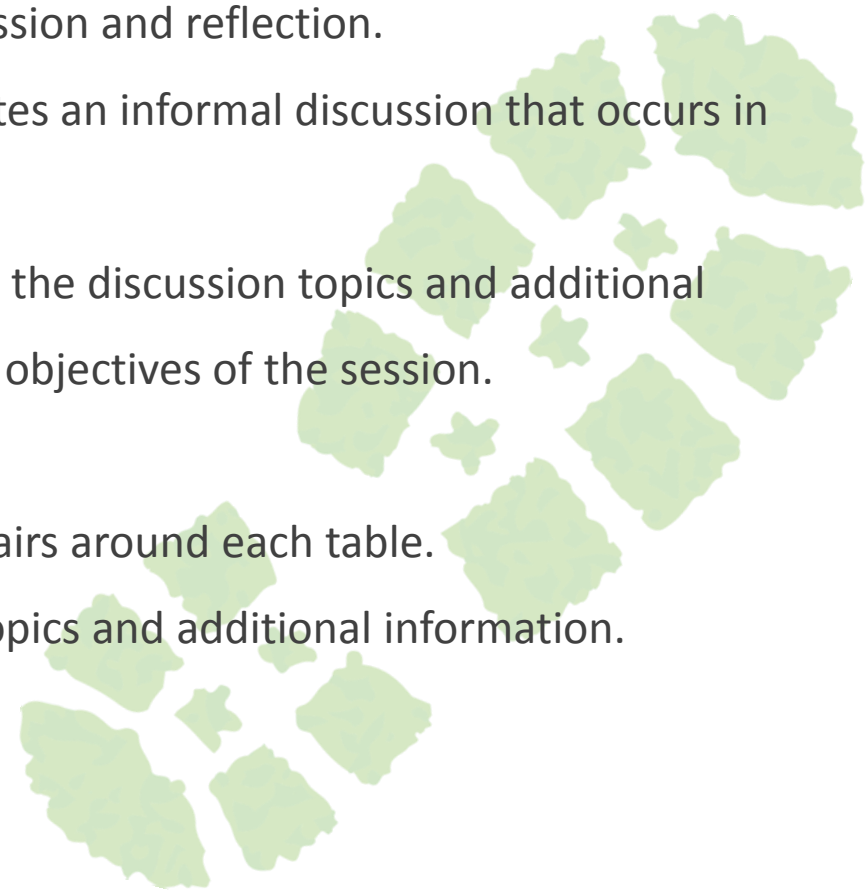 ssion and reflection.
tes an informal discussion that occurs in
the discussion topics and additional
objectives of the session.
airs around each table.
opics and additional information.